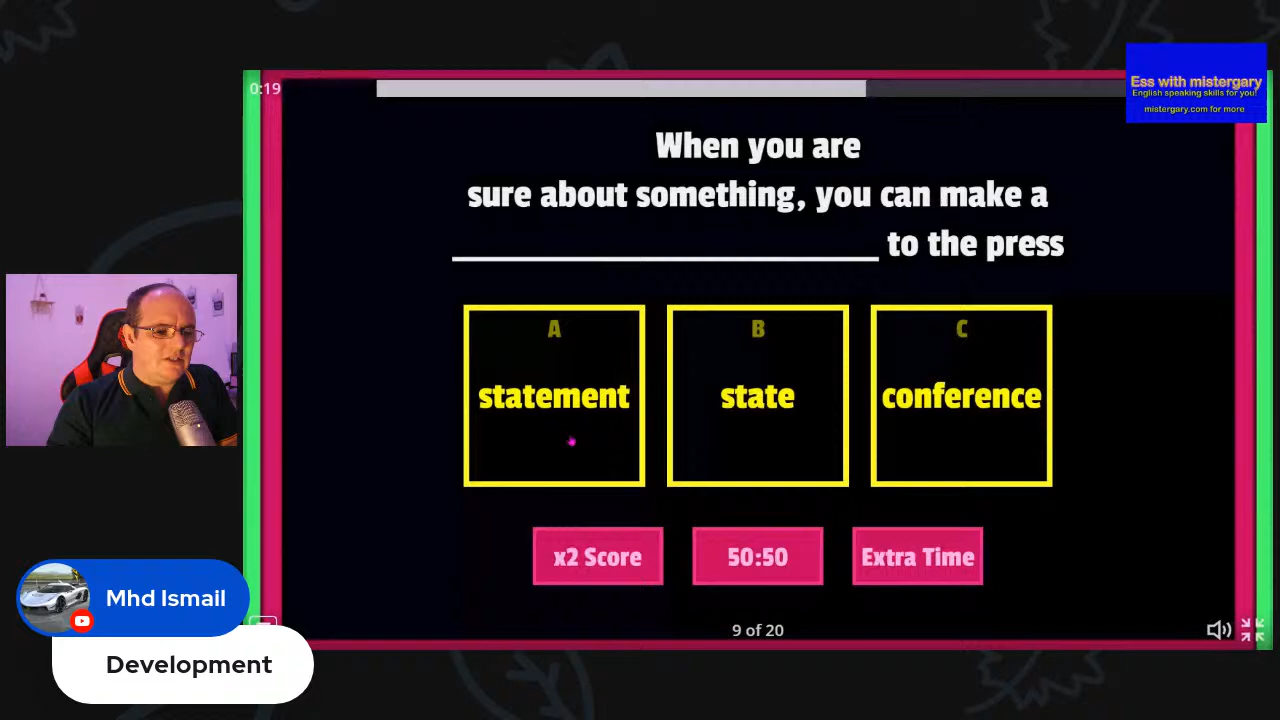 0:19
Ess with mistergary
English speaking skills for you!
mistergary.com for more
When you are
sure about something, you can make a
____________________ to the press
A
B
C
statement
state
conference
x2 Score
50:50
Extra Time
9 of 20
Mhd Ismail
Development